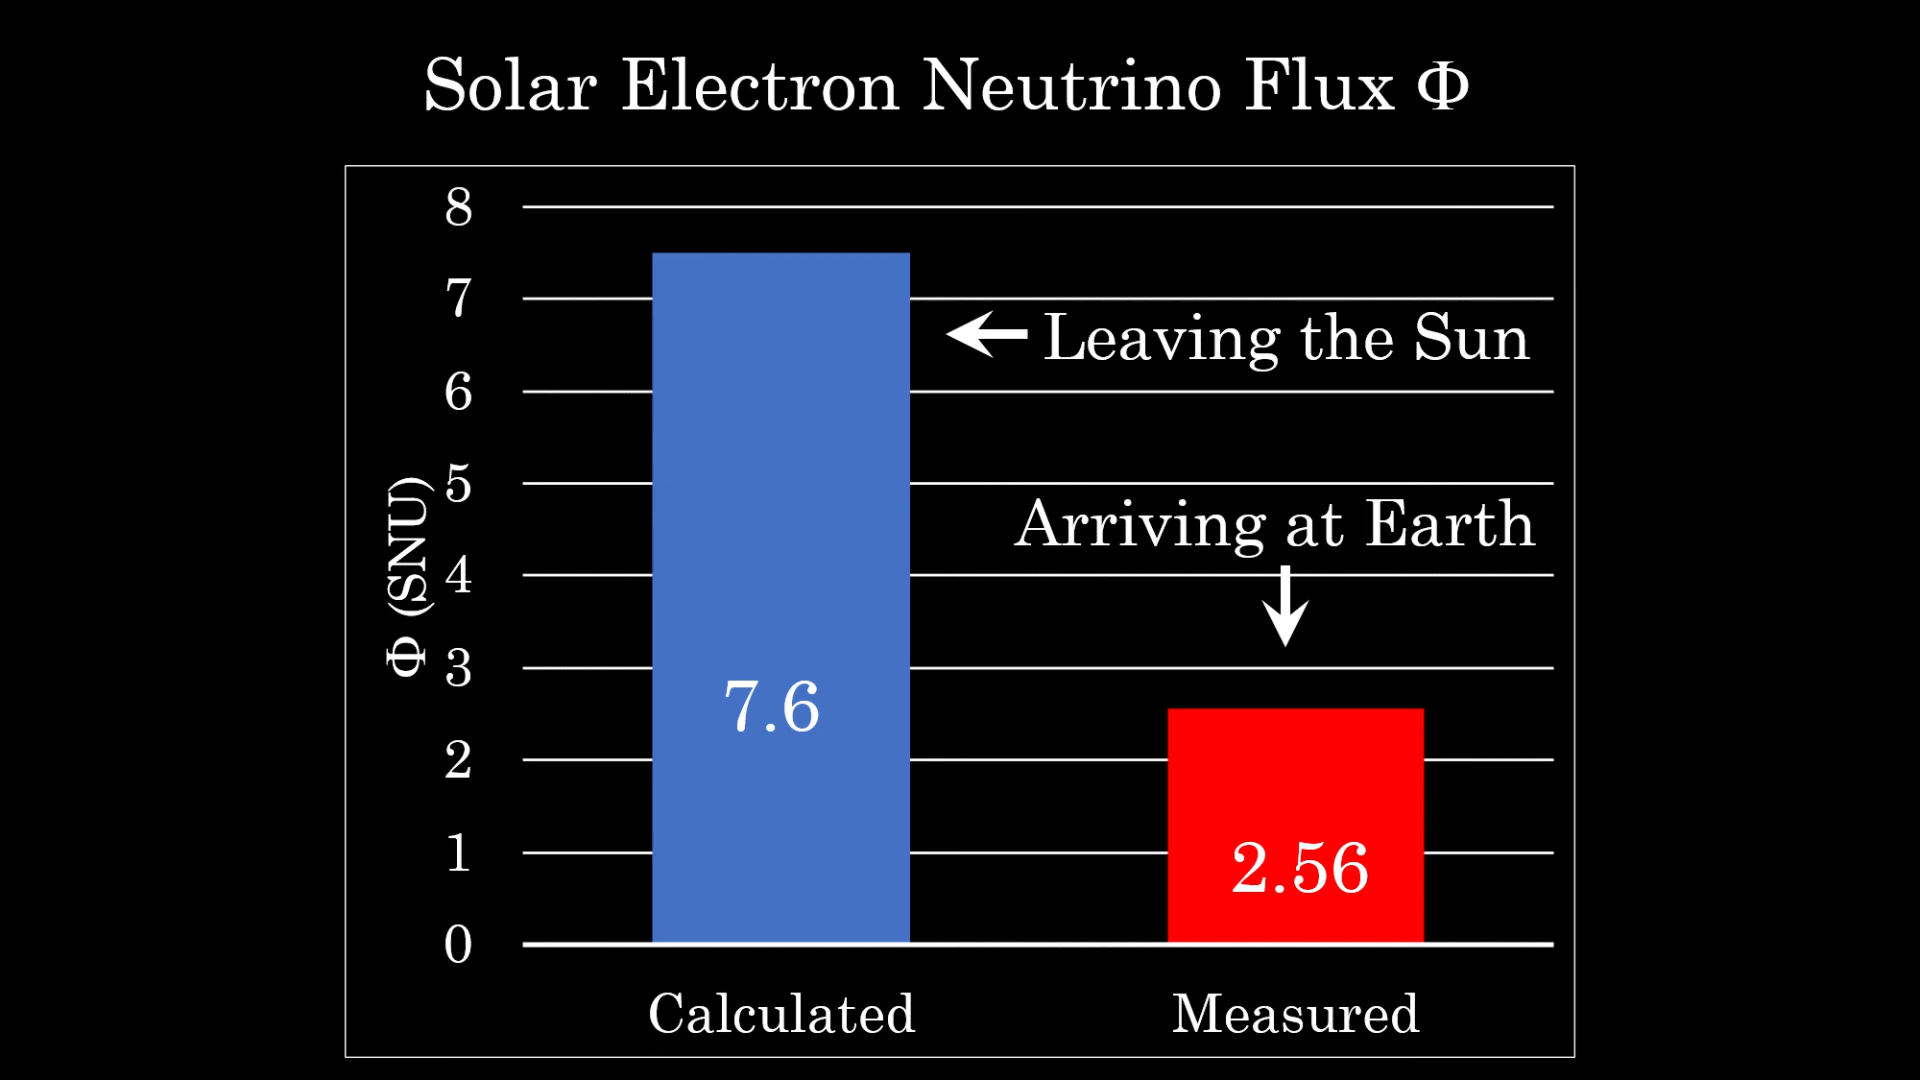 Solar Electron Neutrino Flux Φ
8
7
6
5
4
3
2
1
0
Φ (SNU)
Leaving the Sun
Arriving at Earth
7.6
2.56
Calculated
Measured